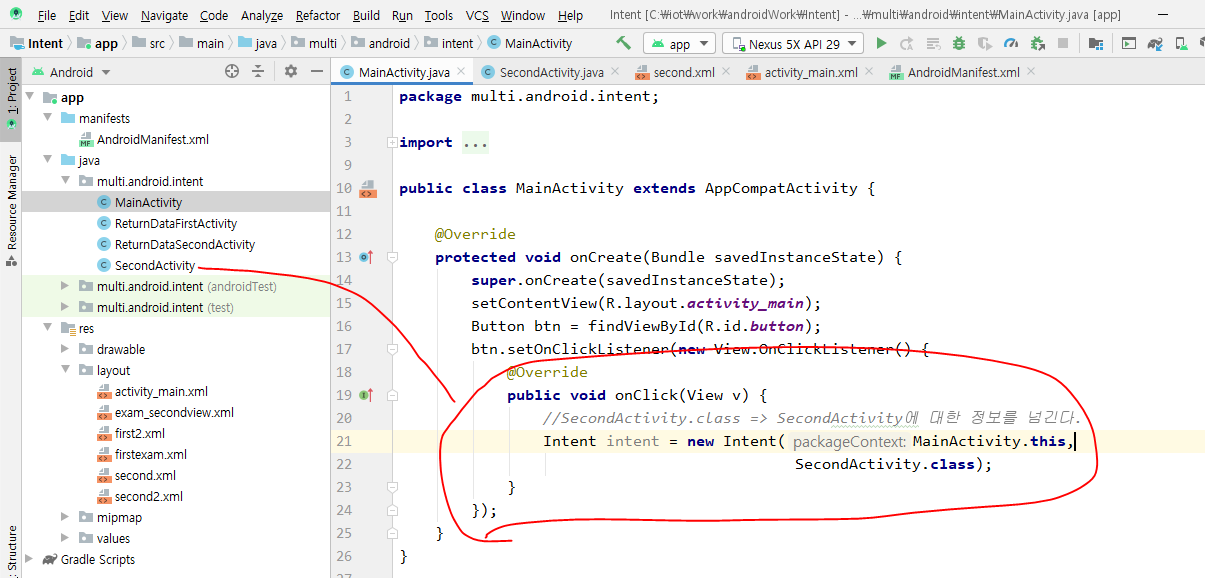 File Edit View Navigate Code Analyze Refactor Build Run Tools VCS Window Help Intent [C:₩iot₩work₩androidWork₩Intent] - ...₩multi₩android₩intent₩MainActivity.java [app]
Intent app src main java multi android intent MainActivity app Nexus 5X API 29
Android
MainActivity.java SecondActivity.java second.xml activity_main.xml AndroidManifest.xml
1: Project
Resource Manager
Structure
app
manifests
AndroidManifest.xml
java
multi.android.intent
MainActivity
ReturnDataFirstActivity
ReturnDataSecondActivity
SecondActivity
multi.android.intent (androidTest)
multi.android.intent (test)
res
drawable
layout
activity_main.xml
exam_secondview.xml
first2.xml
firstexam.xml
second.xml
second2.xml
mipmap
values
Gradle Scripts
1 package multi.android.intent;
2
3 import ...
9
10 public class MainActivity extends AppCompatActivity {
11
12 @Override
13 protected void onCreate(Bundle savedInstanceState) {
14 super.onCreate(savedInstanceState);
15 setContentView(R.layout.activity_main);
16 Button btn = findViewById(R.id.button);
17 btn.setOnClickListener(new View.OnClickListener() {
18 @Override
19 public void onClick(View v) {
20 //SecondActivity.class => SecondActivity에 대한 정보를 넘긴다.
21 Intent intent = new Intent( packageContext: MainActivity.this,
22 SecondActivity.class);
23 }
24 });
25 }
26 }
27